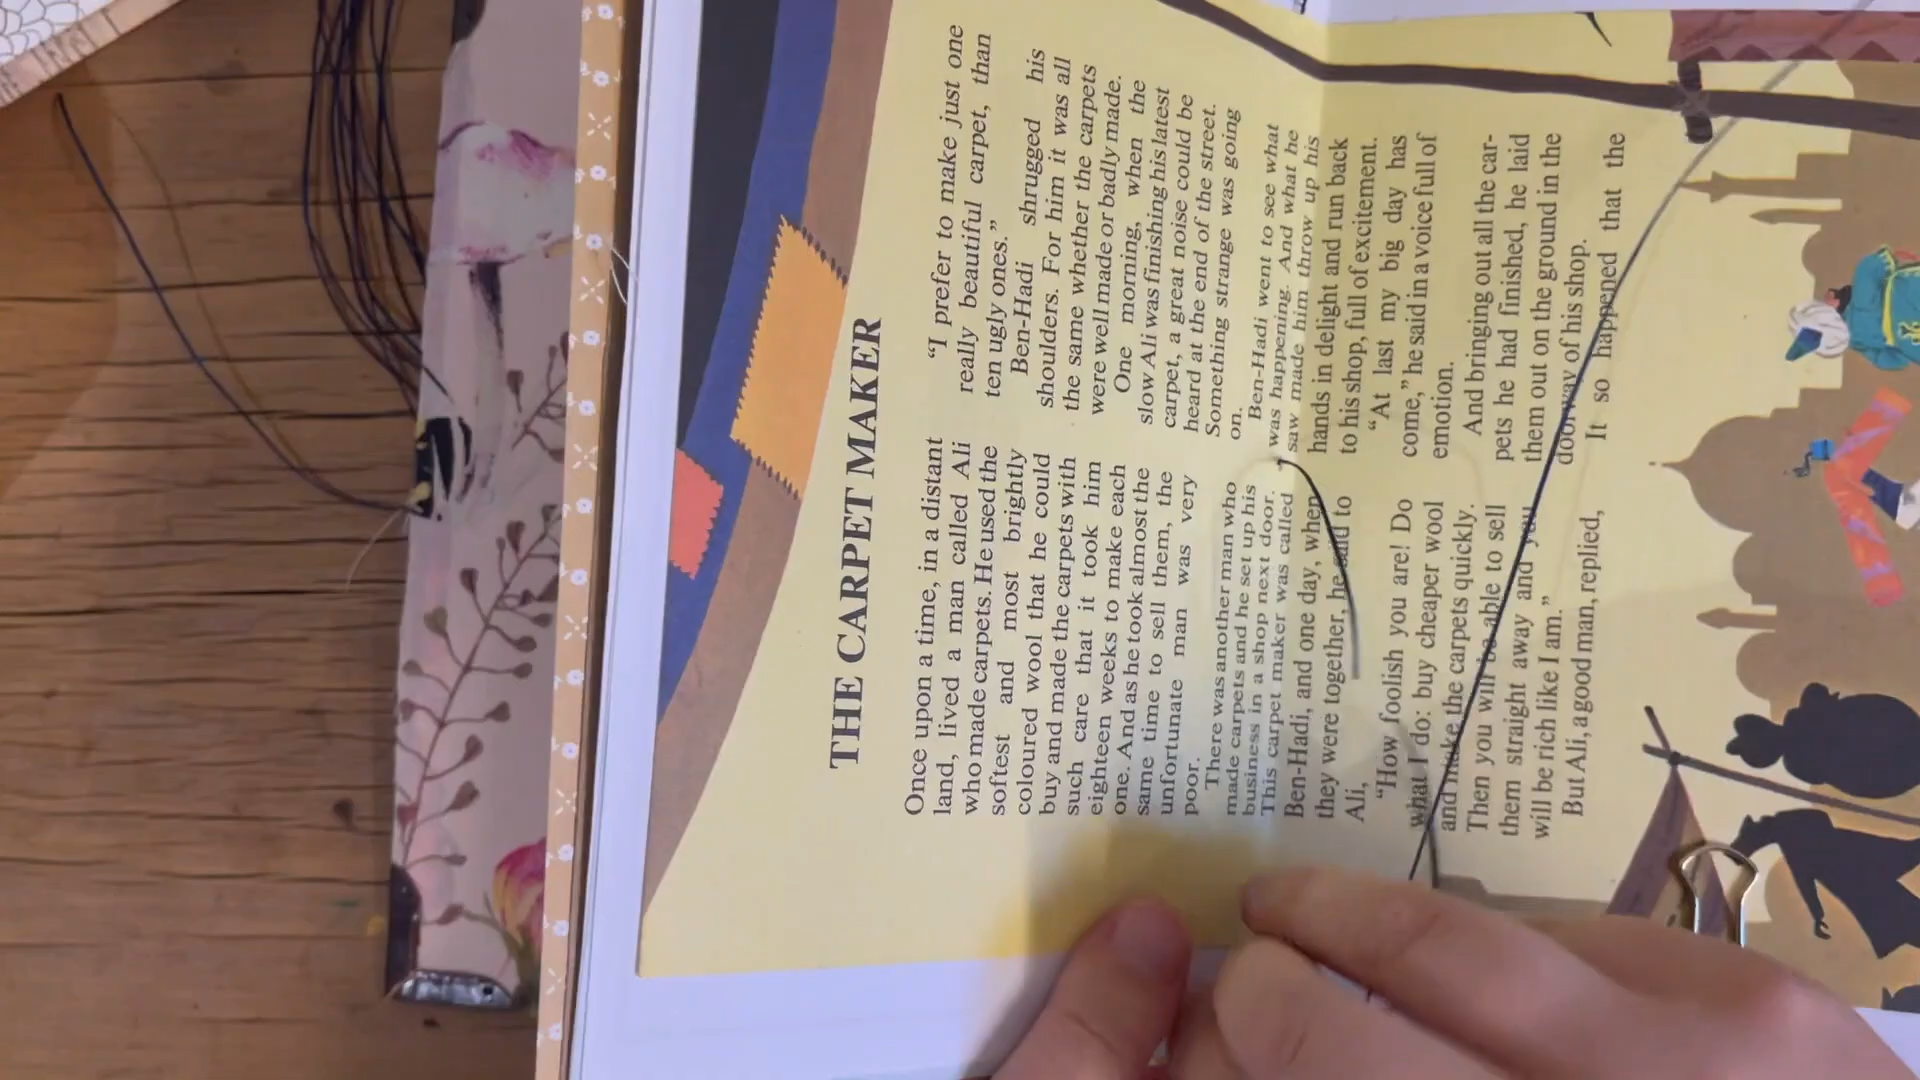 THE CARPET MAKER
Once upon a time, in a distant
land, lived a man called Ali
who made carpets. He used the
softest and most brightly
coloured wool that he could
buy and made the carpets with
such care that it took him
eighteen weeks to make each
one. And as he took almost the
same time to sell them, the
unfortunate man was very
poor.
There was another man who
made carpets and he set up his
business in a shop next door.
This carpet maker was called
Ben-Hadi, and one day, when
they were together, he said to
Ali,
“How foolish you are! Do
what I do: buy cheaper wool
and make the carpets quickly.
Then you will be able to sell
them straight away and you
will be rich like I am.”
But Ali, a good man, replied,
“I prefer to make just one
really beautiful carpet, than
ten ugly ones.”
Ben-Hadi shrugged his
shoulders. For him it was all
the same whether the carpets
were well made or badly made.
One morning, when the
slow Ali was finishing his latest
carpet, a great noise could be
heard at the end of the street.
Something strange was going
on.
Ben-Hadi went to see what
was happening. And what he
saw made him throw up his
hands in delight and run back
to his shop, full of excitement.
“At last my big day has
come,” he said in a voice full of
emotion.
And bringing out all the car-
pets he had finished, he laid
them out on the ground in the
doorway of his shop.
It so happened that the